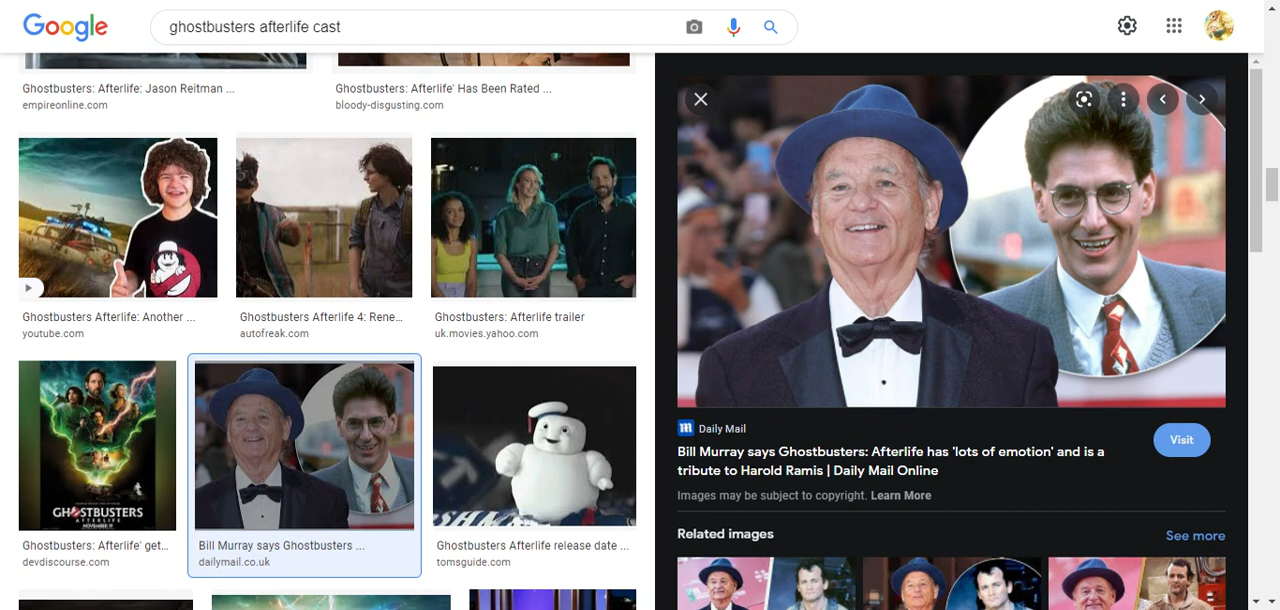 Google
ghostbusters afterlife cast
Ghostbusters: Afterlife: Jason Reitman ...
empireonline.com
Ghostbusters: Afterlife' Has Been Rated ...
bloody-disgusting.com
Ghostbusters Afterlife: Another ...
youtube.com
Ghostbusters Afterlife 4: Rene...
autofreak.com
Ghostbusters: Afterlife trailer
uk.movies.yahoo.com
GHOSTBUSTERS
AFTERLIFE
NOVEMBER 11
Ghostbusters: Afterlife' get...
devdiscourse.com
Bill Murray says Ghostbusters ...
dailymail.co.uk
Ghostbusters Afterlife release date ...
tomsguide.com
Daily Mail
Bill Murray says Ghostbusters: Afterlife has 'lots of emotion' and is a
tribute to Harold Ramis | Daily Mail Online
Visit
Images may be subject to copyright. Learn More
Related images
See more